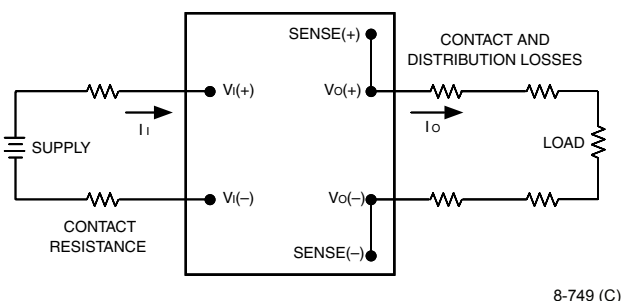 SENSE(+)
CONTACT AND
DISTRIBUTION LOSSES
VI(+)
VO(+)
II
IO
SUPPLY
LOAD
VI(–)
VO(–)
CONTACT
RESISTANCE
SENSE(–)
8-749 (C)